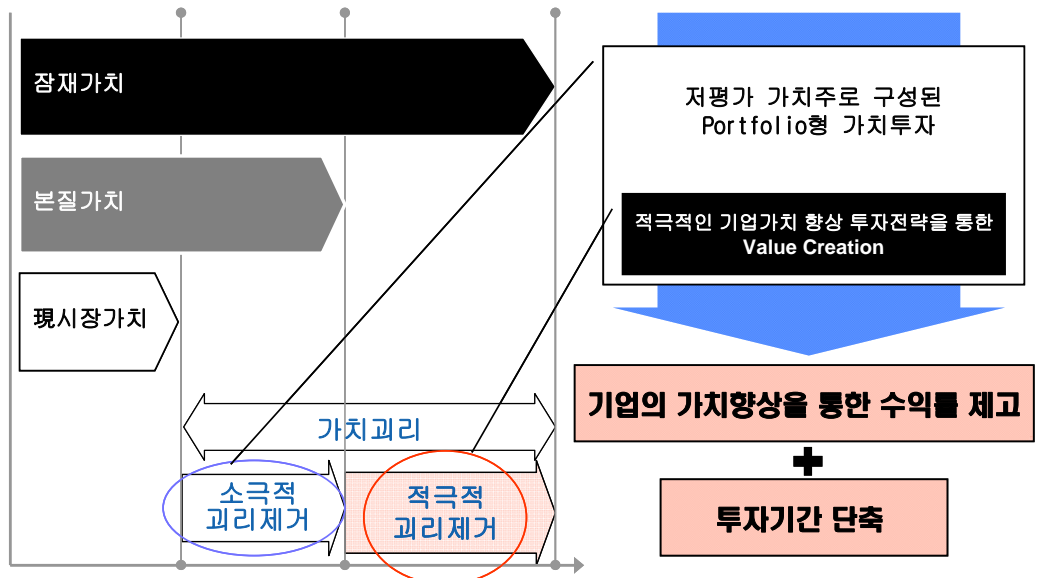 잠재가치
본질가치
現시장가치
가치괴리
소극적
괴리제거
적극적
괴리제거
저평가 가치주로 구성된
Portfolio형 가치투자
적극적인 기업가치 향상 투자전략을 통한
Value Creation
기업의 가치향상을 통한 수익률 제고
+
투자기간 단축